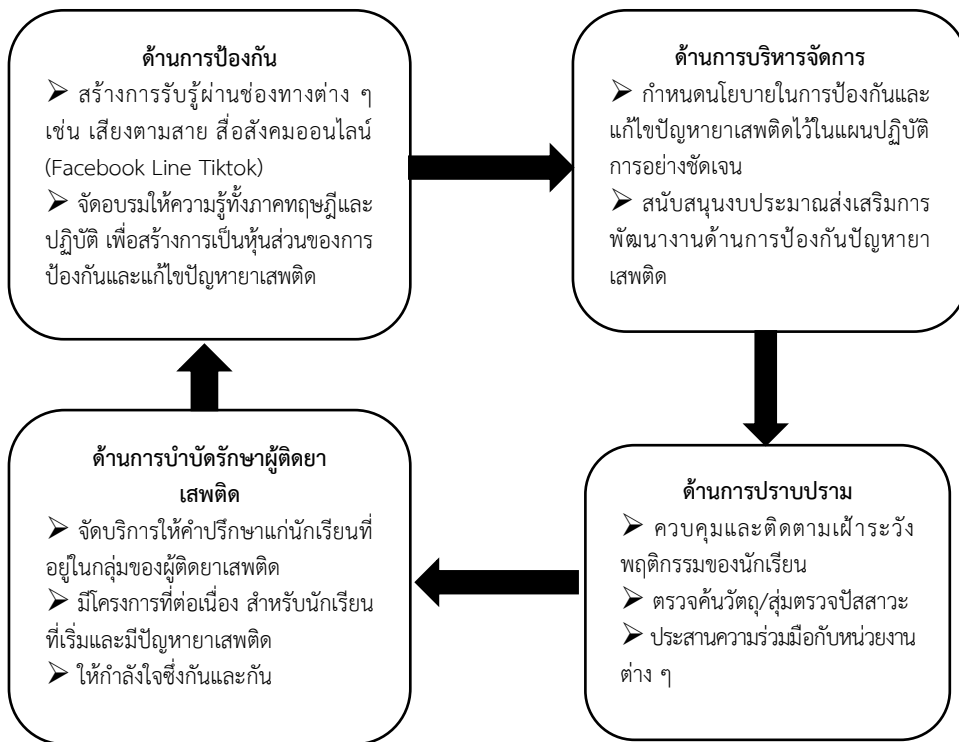 ด้านการป้องกัน
➢ สร้างการรับรู้ผ่านช่องทางต่าง ๆ
เช่น เสียงตามสาย สื่อสังคมออนไลน์
(Facebook Line Tiktok)
➢ จัดอบรมให้ความรู้ทั้งภาคทฤษฎีและ
ปฏิบัติ เพื่อสร้างการเป็นหุ้นส่วนของการ
ป้องกันและแก้ไขปัญหายาเสพติด
ด้านการบริหารจัดการ
➢ กำหนดนโยบายในการป้องกันและ
แก้ไขปัญหายาเสพติดไว้ในแผนปฏิบัติ
การอย่างชัดเจน
➢ สนับสนุนงบประมาณส่งเสริมการ
พัฒนางานด้านการป้องกันปัญหายา
เสพติด
ด้านการปราบปราม
➢ ควบคุมและติดตามเฝ้าระวัง
พฤติกรรมของนักเรียน
➢ ตรวจค้นวัตถุ/สุ่มตรวจปัสสาวะ
➢ ประสานความร่วมมือกับหน่วยงาน
ต่าง ๆ
ด้านการบำบัดรักษาผู้ติดยา
เสพติด
➢ จัดบริการให้คำปรึกษาแก่นักเรียนที่
อยู่ในกลุ่มของผู้ติดยาเสพติด
➢ มีโครงการที่ต่อเนื่อง สำหรับนักเรียน
ที่เริ่มและมีปัญหายาเสพติด
➢ ให้กำลังใจซึ่งกันและกัน